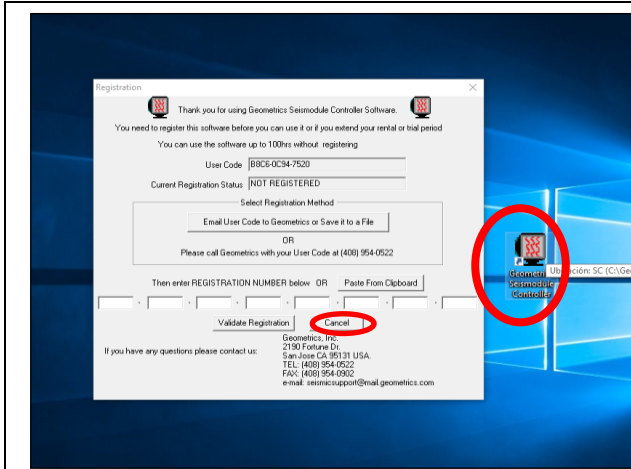 Registration
Thank you for using Geometrics Seismodule Controller Software.
You need to register this software before you can use it or if you extend your rental or trial period
You can use the software up to 100hrs without registering
User Code B8C6-0C94-7520
Current Registration Status NOT REGISTERED
Select Registration Method
Email User Code to Geometrics or Save it to a File
OR
Please call Geometrics with your User Code at (408) 954-0522
Then enter REGISTRATION NUMBER below OR Paste From Clipboard
- - - - - - -
Validate Registration Cancel
If you have any questions please contact us:
Geometrics, Inc.
2190 Fortune Dr.
San Jose CA 95131 USA.
TEL: (408) 954-0522
FAX: (408) 954-0902
e-mail: seismicsupport@mail.geometrics.com
Seismodule
Controller
Ubicación: SC (C:\Geo